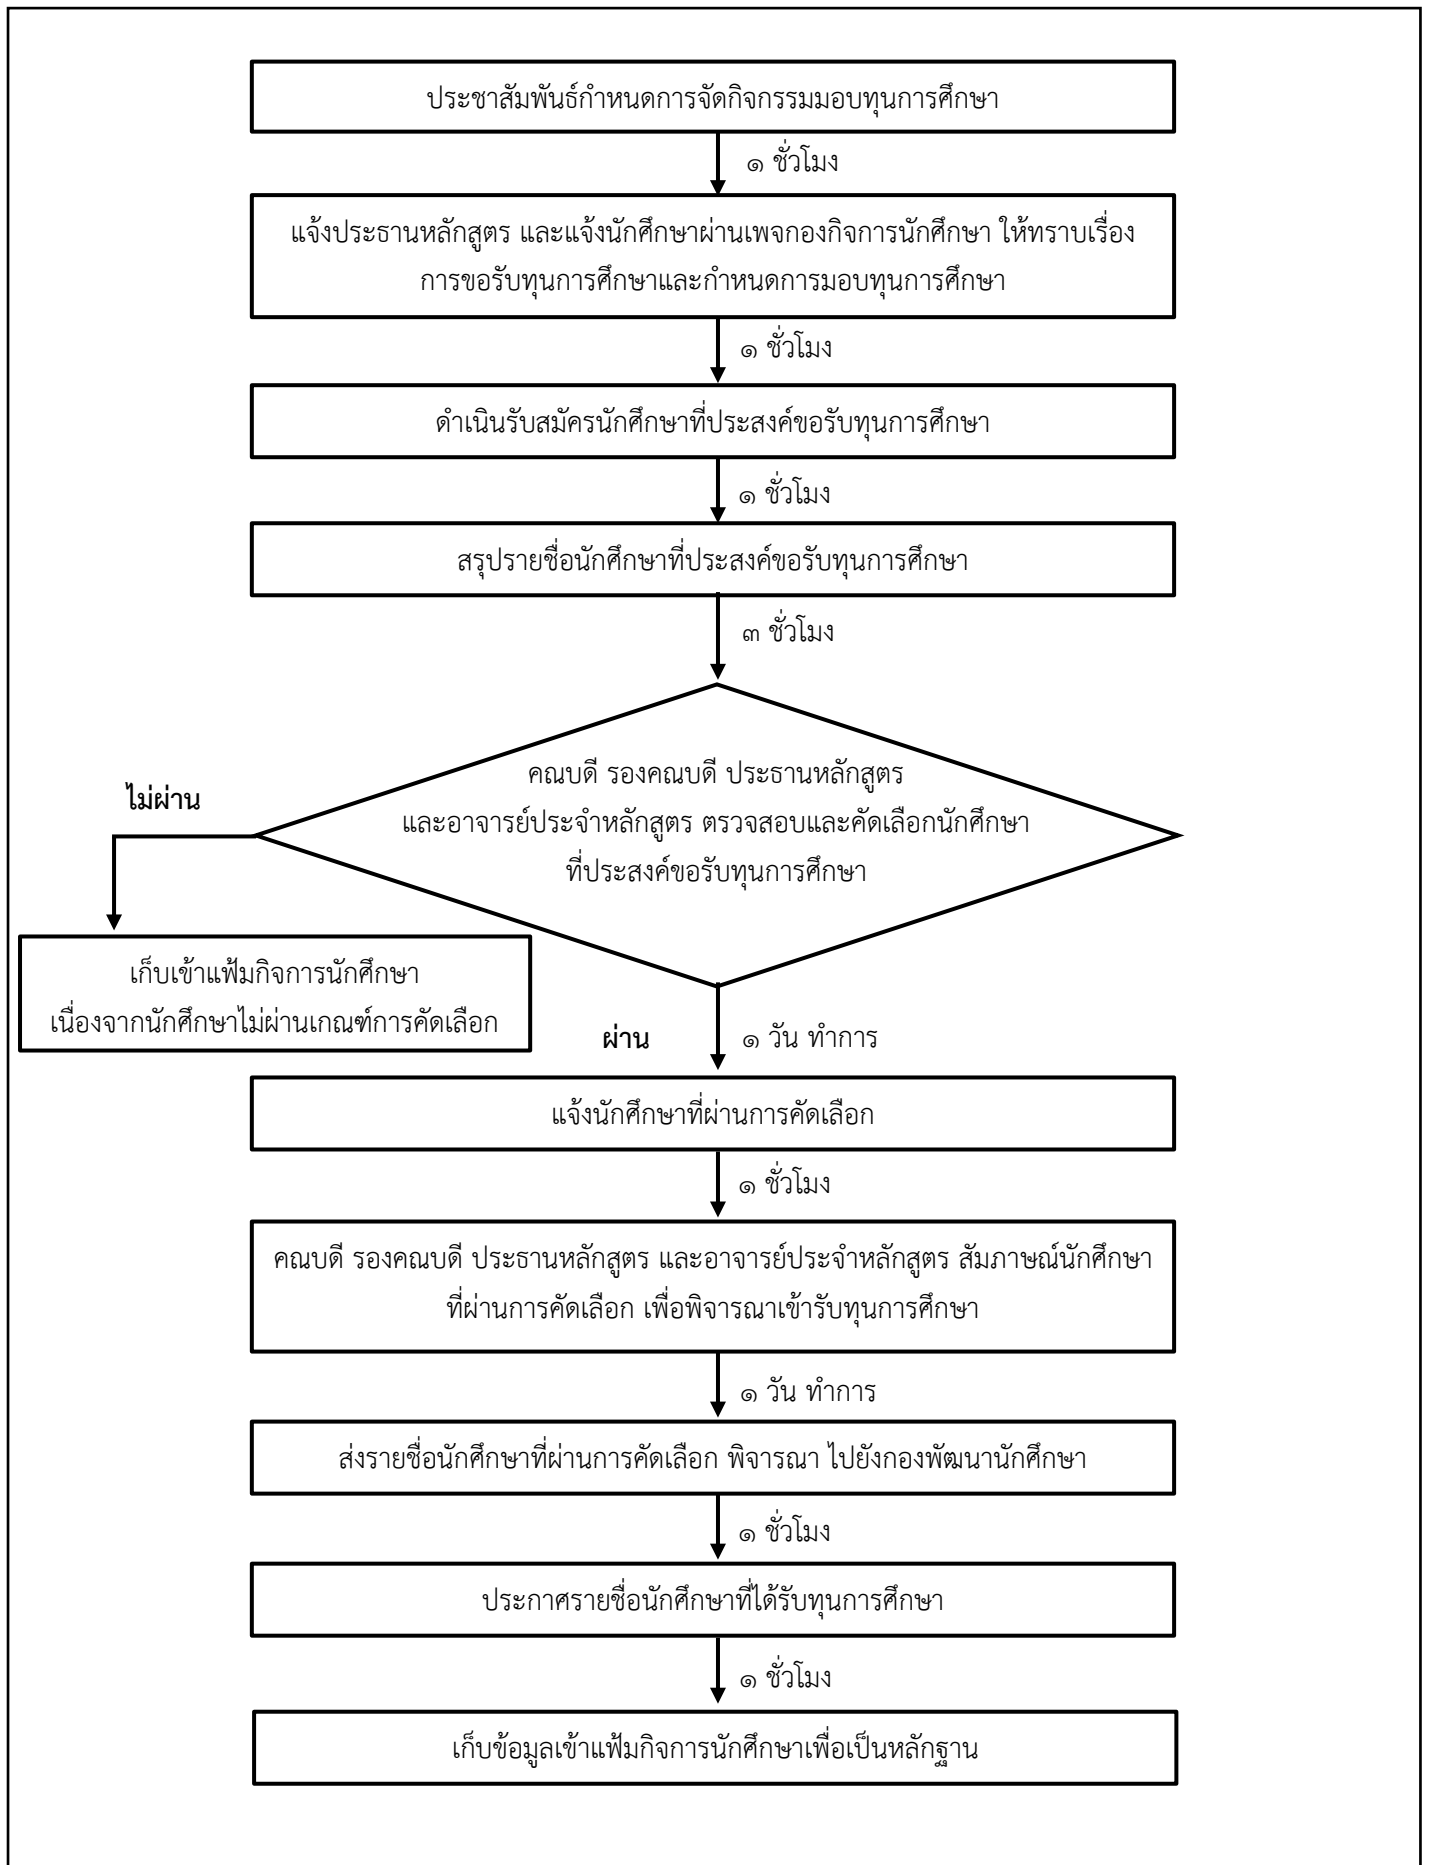 ประชาสัมพันธ์กำหนดการจัดกิจกรรมมอบทุนการศึกษา
๑ ชั่วโมง
แจ้งประธานหลักสูตร และแจ้งนักศึกษาผ่านเพจกองกิจการนักศึกษา ให้ทราบเรื่อง
การขอรับทุนการศึกษาและกำหนดการมอบทุนการศึกษา
๑ ชั่วโมง
ดำเนินรับสมัครนักศึกษาที่ประสงค์ขอรับทุนการศึกษา
๑ ชั่วโมง
สรุปรายชื่อนักศึกษาที่ประสงค์ขอรับทุนการศึกษา
๓ ชั่วโมง
คณบดี รองคณบดี ประธานหลักสูตร
และอาจารย์ประจำหลักสูตร ตรวจสอบและคัดเลือกนักศึกษา
ที่ประสงค์ขอรับทุนการศึกษา
ไม่ผ่าน
เก็บเข้าแฟ้มกิจการนักศึกษา
เนื่องจากนักศึกษาไม่ผ่านเกณฑ์การคัดเลือก
ผ่าน
๑ วัน ทำการ
แจ้งนักศึกษาที่ผ่านการคัดเลือก
๑ ชั่วโมง
คณบดี รองคณบดี ประธานหลักสูตร และอาจารย์ประจำหลักสูตร สัมภาษณ์นักศึกษา
ที่ผ่านการคัดเลือก เพื่อพิจารณาเข้ารับทุนการศึกษา
๑ วัน ทำการ
ส่งรายชื่อนักศึกษาที่ผ่านการคัดเลือก พิจารณา ไปยังกองพัฒนานักศึกษา
๑ ชั่วโมง
ประกาศรายชื่อนักศึกษาที่ได้รับทุนการศึกษา
๑ ชั่วโมง
เก็บข้อมูลเข้าแฟ้มกิจการนักศึกษาเพื่อเป็นหลักฐาน